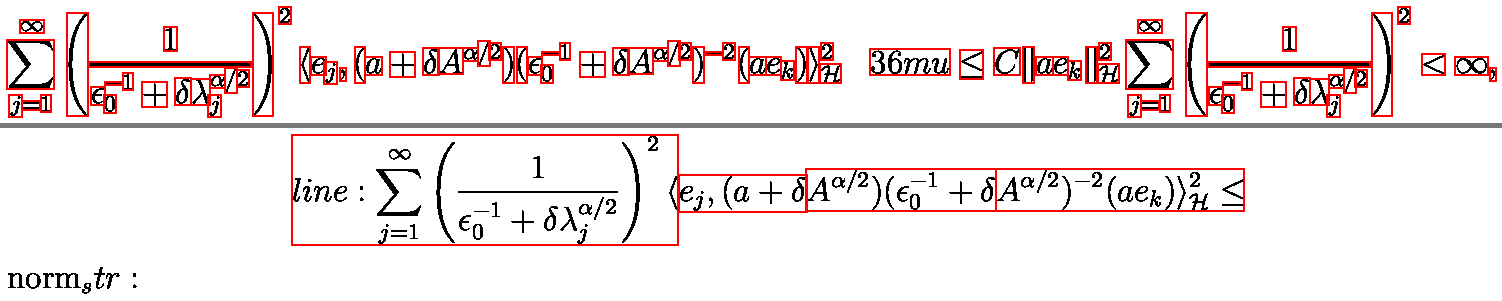 \sum_{j=1}^{\infty} \left( \frac{1}{\epsilon_0^{-1} + \delta\lambda_j^{\alpha/2}} \right)^2 \langle e_j, (a + \delta A^{\alpha/2})(\epsilon_0^{-1} + \delta A^{\alpha/2})^{-2}(ae_k) \rangle_{\mathcal{H}}^2 \quad 36mu \leq C \| ae_k \|_{\mathcal{H}}^2 \sum_{j=1}^{\infty} \left( \frac{1}{\epsilon_0^{-1} + \delta\lambda_j^{\alpha/2}} \right)^2 < \infty,
line : \sum_{j=1}^{\infty} \left( \frac{1}{\epsilon_0^{-1} + \delta\lambda_j^{\alpha/2}} \right)^2 \langle e_j, (a + \delta A^{\alpha/2})(\epsilon_0^{-1} + \delta A^{\alpha/2})^{-2}(ae_k) \rangle_{\mathcal{H}}^2 \leq
norm_s tr :